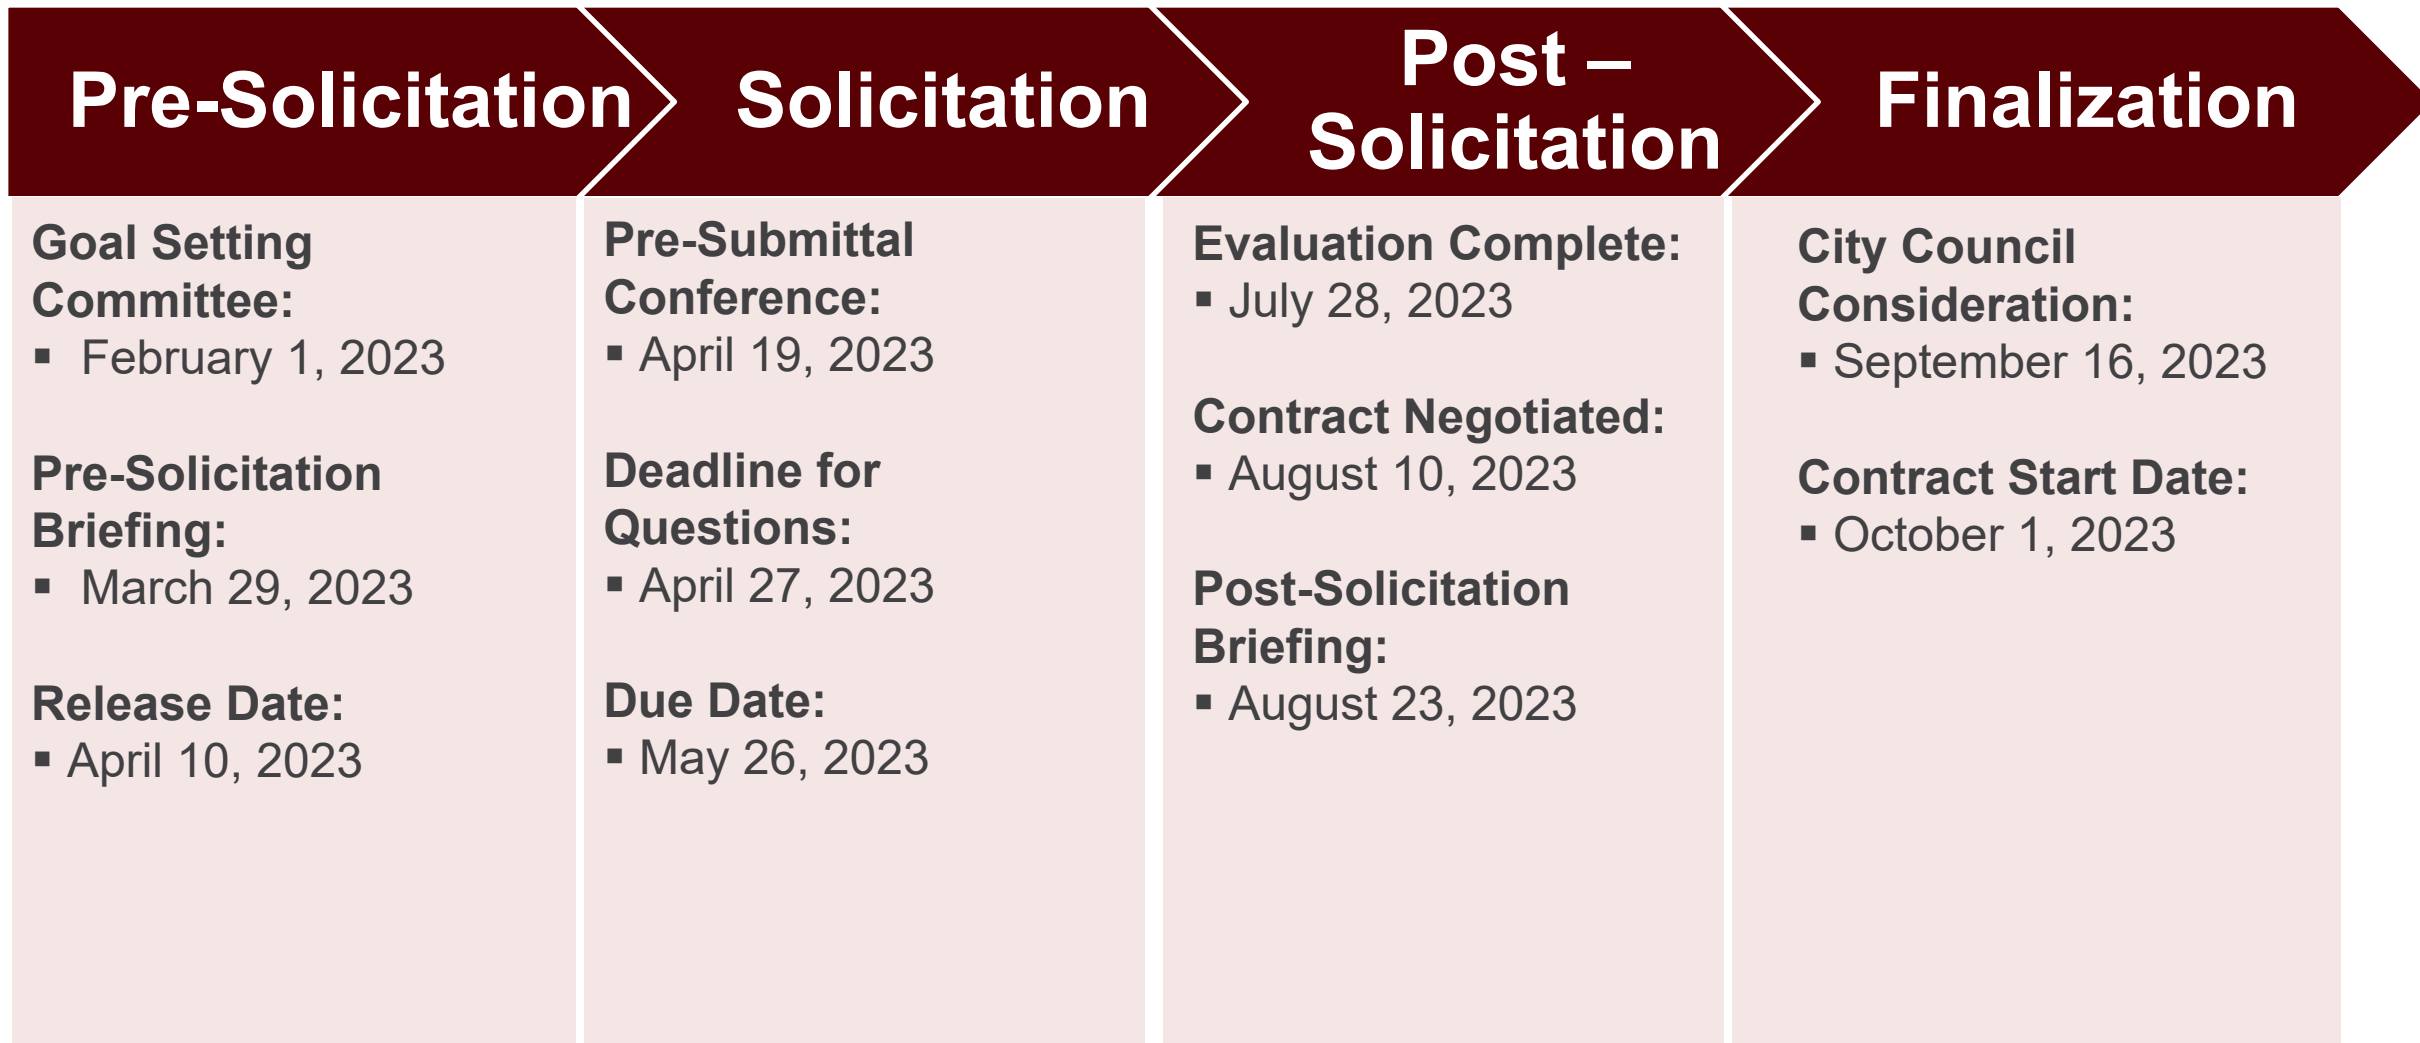 Pre-Solicitation
Solicitation
Post –
Solicitation
Finalization
Goal Setting
Committee:
▪ February 1, 2023
Pre-Solicitation
Briefing:
▪ March 29, 2023
Release Date:
▪ April 10, 2023
Pre-Submittal
Conference:
▪ April 19, 2023
Deadline for
Questions:
▪ April 27, 2023
Due Date:
▪ May 26, 2023
Evaluation Complete:
▪ July 28, 2023
Contract Negotiated:
▪ August 10, 2023
Post-Solicitation
Briefing:
▪ August 23, 2023
City Council
Consideration:
▪ September 16, 2023
Contract Start Date:
▪ October 1, 2023